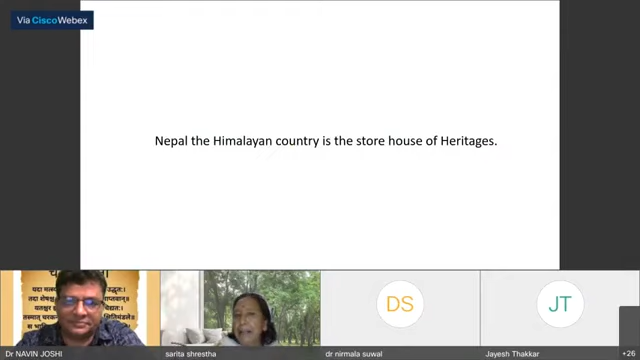 Via CiscoWebex
Nepal the Himalayan country is the store house of Heritages.
DS
JT
Dr NAVIN JOSHI
sarita shrestha
dr nirmala suwal
Jayesh Thakkar
+26